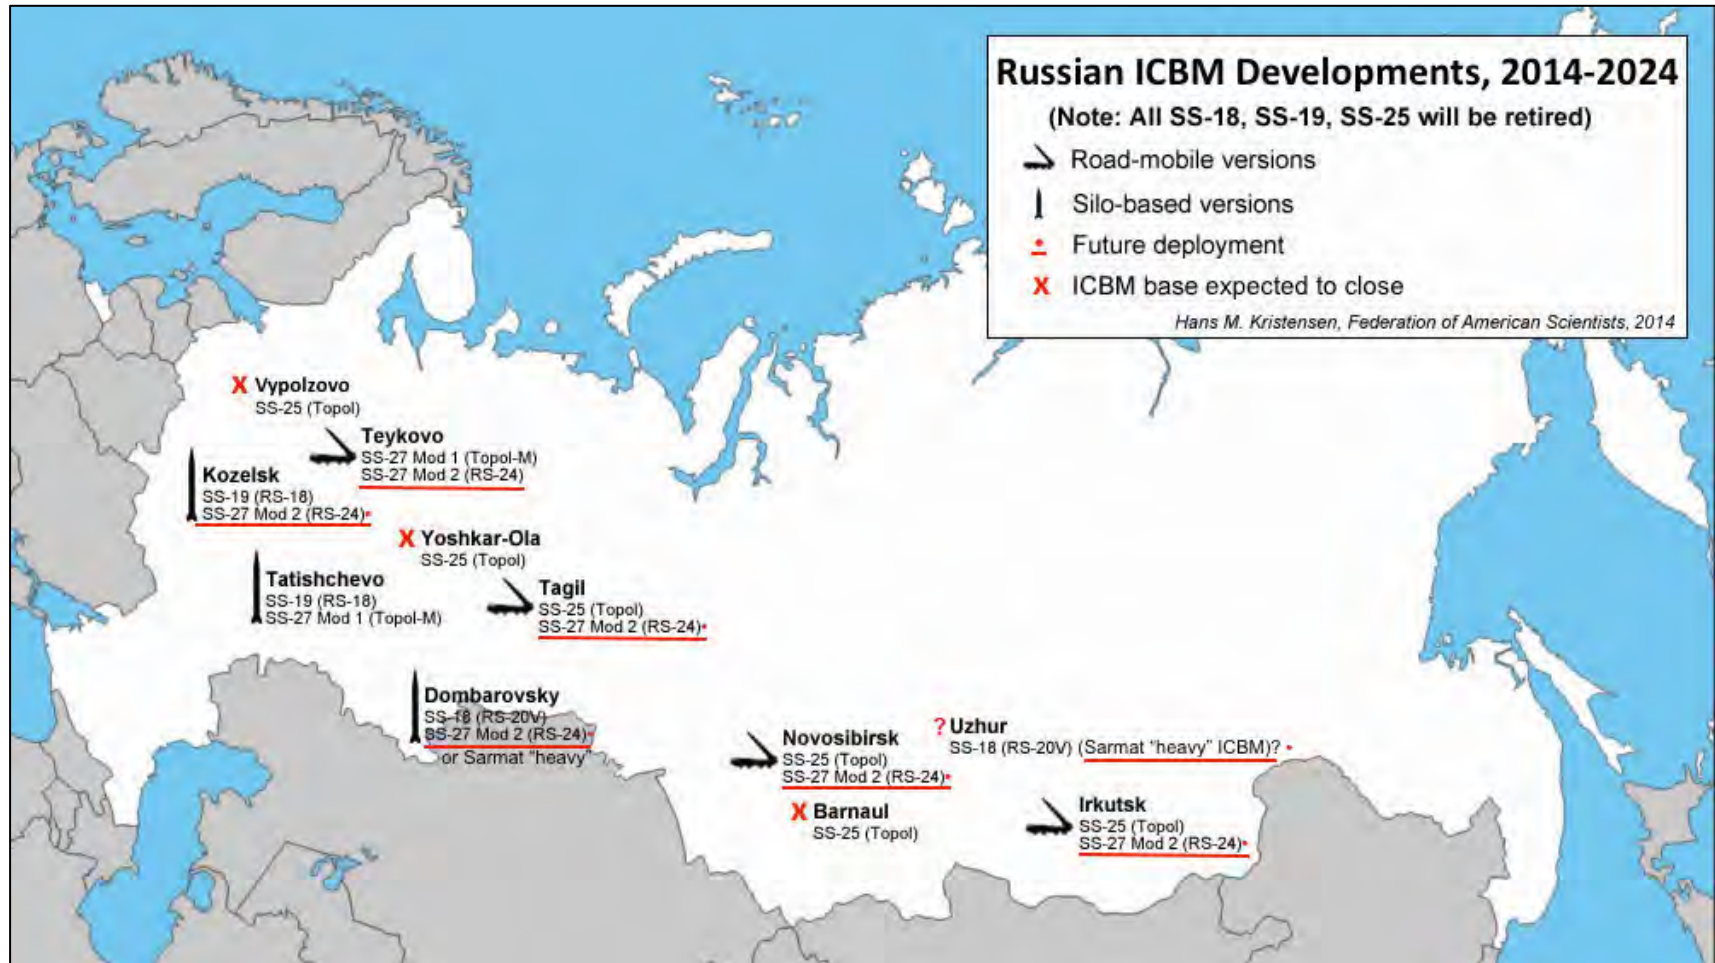 Russian ICBM Developments, 2014-2024
(Note: All SS-18, SS-19, SS-25 will be retired)
Road-mobile versions
Silo-based versions
Future deployment
X ICBM base expected to close
Hans M. Kristensen, Federation of American Scientists, 2014
X Vypolzovo
SS-25 (Topol)
Teykovo
SS-27 Mod 1 (Topol-M)
SS-27 Mod 2 (RS-24)
Kozelsk
SS-19 (RS-18)
SS-27 Mod 2 (RS-24)
X Yoshkar-Ola
SS-25 (Topol)
Tatishchevo
SS-19 (RS-18)
SS-27 Mod 1 (Topol-M)
Tagil
SS-25 (Topol)
SS-27 Mod 2 (RS-24)
Dombarovsky
SS-18 (RS-20V)
SS-27 Mod 2 (RS-24)
or Sarmat "heavy"
Novosibirsk
SS-25 (Topol)
SS-27 Mod 2 (RS-24)
? Uzhur
SS-18 (RS-20V) (Sarmat "heavy" ICBM)?
X Barnaul
SS-25 (Topol)
Irkutsk
SS-25 (Topol)
SS-27 Mod 2 (RS-24)